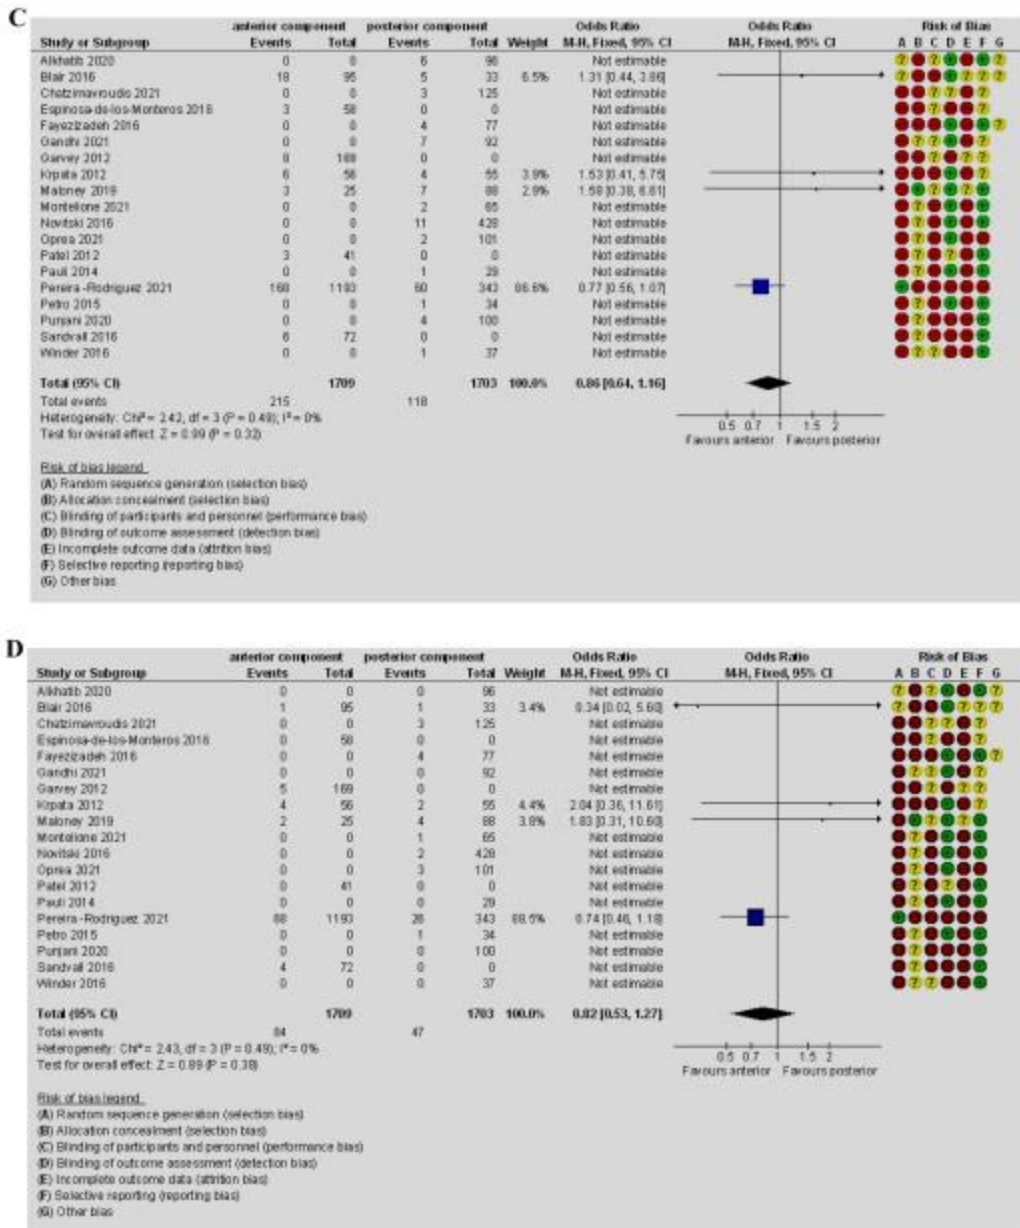 C
anterior component posterior component Odds Ratio Odds Ratio Risk of Bias
Study or Subgroup Events Total Events Total Weight M-H, Fixed, 95% CI M-H, Fixed, 95% CI A B C D E F G
Alkhatib 2020 0 0 6 96 Not estimable
Blair 2016 18 95 5 33 6.5% 1.31 [0.44, 3.86]
Chatzimavroudis 2021 0 0 3 125 Not estimable
Espinosa-de-los-Monteros 2016 3 58 0 0 Not estimable
Fayezizadeh 2016 0 0 4 77 Not estimable
Gandhi 2021 0 0 7 92 Not estimable
Garvey 2012 8 169 0 0 Not estimable
Krpata 2012 6 56 4 55 3.9% 1.53 [0.41, 5.75]
Maloney 2019 3 25 7 88 2.9% 1.58 [0.38, 6.61]
Montelione 2021 0 0 2 65 Not estimable
Novitski 2016 0 0 11 428 Not estimable
Oprea 2021 0 0 2 101 Not estimable
Patel 2012 3 41 0 0 Not estimable
Pauli 2014 0 0 1 29 Not estimable
Pereira-Rodriguez 2021 168 1193 60 343 86.6% 0.77 [0.56, 1.07]
Petro 2015 0 0 1 34 Not estimable
Punjani 2020 0 0 4 100 Not estimable
Sandvall 2016 6 72 0 0 Not estimable
Winder 2016 0 0 1 37 Not estimable
Total (95% CI) 1709 1703 100.0% 0.86 [0.64, 1.16]
Total events 215 118
Heterogeneity: Chi² = 2.42, df = 3 (P = 0.49); I² = 0%
Test for overall effect: Z = 0.99 (P = 0.32)
0.5 0.7 1 1.5 2
Favours anterior Favours posterior
Risk of bias legend
(A) Random sequence generation (selection bias)
(B) Allocation concealment (selection bias)
(C) Blinding of participants and personnel (performance bias)
(D) Blinding of outcome assessment (detection bias)
(E) Incomplete outcome data (attrition bias)
(F) Selective reporting (reporting bias)
(G) Other bias
D
anterior component posterior component Odds Ratio Odds Ratio Risk of Bias
Study or Subgroup Events Total Events Total Weight M-H, Fixed, 95% CI M-H, Fixed, 95% CI A B C D E F G
Alkhatib 2020 0 0 0 96 Not estimable
Blair 2016 1 95 1 33 3.4% 0.34 [0.02, 5.60]
Chatzimavroudis 2021 0 0 3 125 Not estimable
Espinosa-de-los-Monteros 2016 0 58 0 0 Not estimable
Fayezizadeh 2016 0 0 4 77 Not estimable
Gandhi 2021 0 0 0 92 Not estimable
Garvey 2012 5 169 0 0 Not estimable
Krpata 2012 4 56 2 55 4.4% 2.04 [0.36, 11.61]
Maloney 2019 2 25 4 88 3.8% 1.83 [0.31, 10.60]
Montelione 2021 0 0 1 65 Not estimable
Novitski 2016 0 0 2 428 Not estimable
Oprea 2021 0 0 3 101 Not estimable
Patel 2012 0 41 0 0 Not estimable
Pauli 2014 0 0 0 29 Not estimable
Pereira-Rodriguez 2021 68 1193 26 343 88.5% 0.74 [0.46, 1.18]
Petro 2015 0 0 1 34 Not estimable
Punjani 2020 0 0 0 100 Not estimable
Sandvall 2016 4 72 0 0 Not estimable
Winder 2016 0 0 0 37 Not estimable
Total (95% CI) 1709 1703 100.0% 0.82 [0.53, 1.27]
Total events 84 47
Heterogeneity: Chi² = 2.43, df = 3 (P = 0.49); I² = 0%
Test for overall effect: Z = 0.89 (P = 0.38)
0.5 0.7 1 1.5 2
Favours anterior Favours posterior
Risk of bias legend
(A) Random sequence generation (selection bias)
(B) Allocation concealment (selection bias)
(C) Blinding of participants and personnel (performance bias)
(D) Blinding of outcome assessment (detection bias)
(E) Incomplete outcome data (attrition bias)
(F) Selective reporting (reporting bias)
(G) Other bias